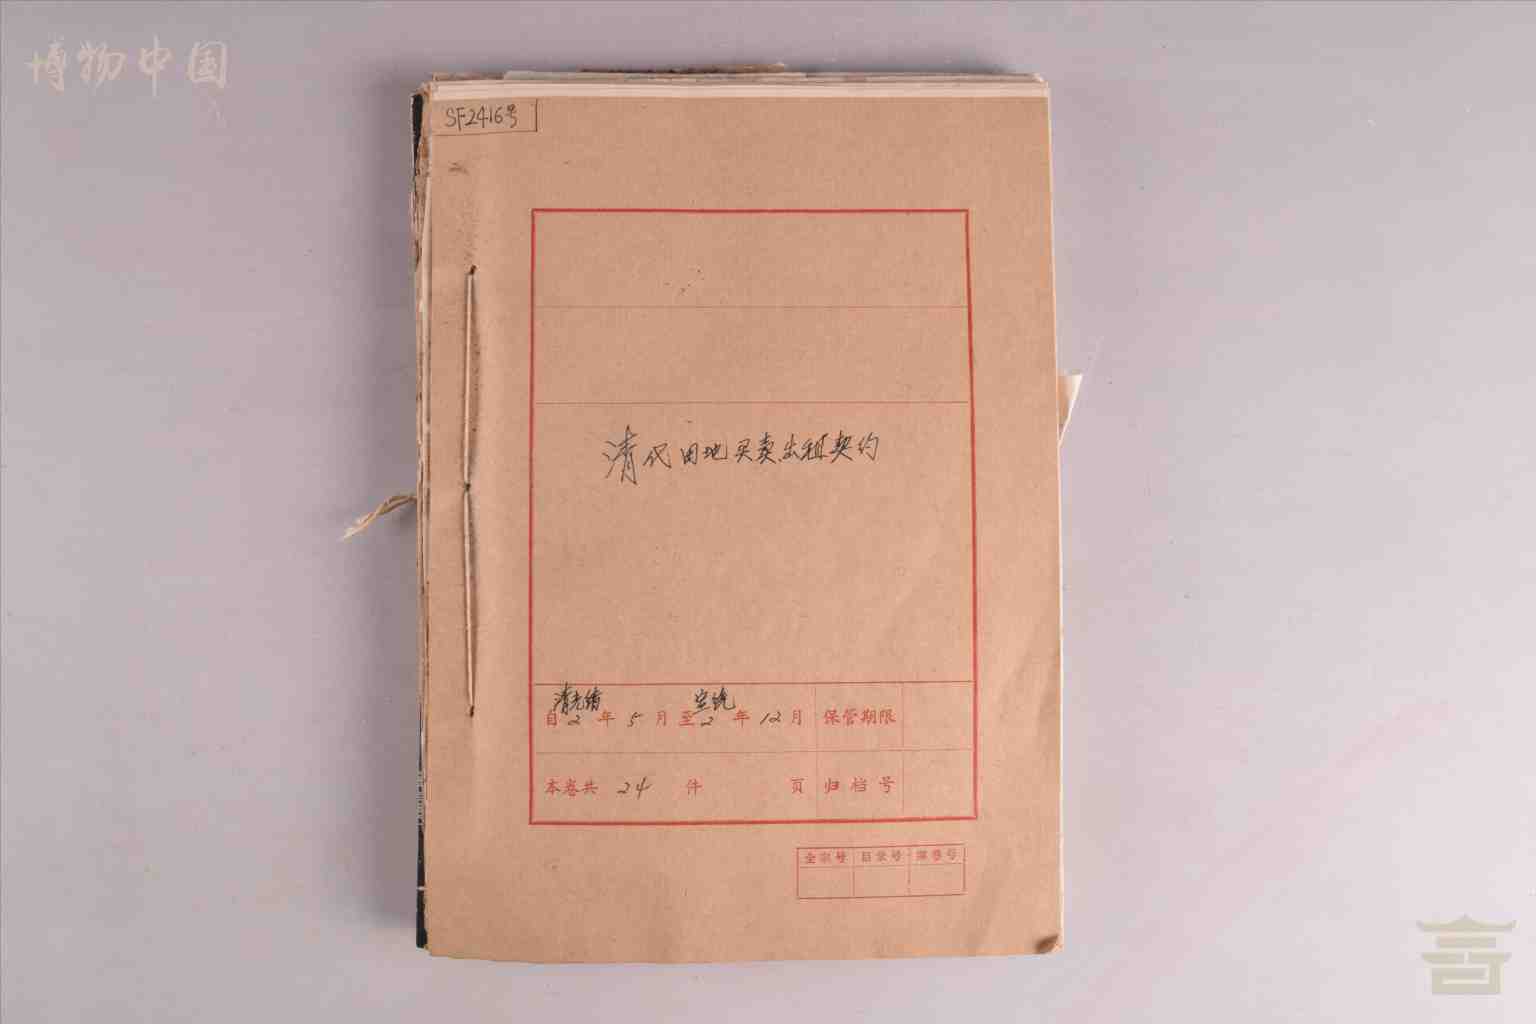 博物中国
SF2416号
清代田地买卖出租契约
清光绪 宣统
自2年5月至2年12月 保管期限
本卷共24件 页 归档号
全宗号 目录号 案卷号